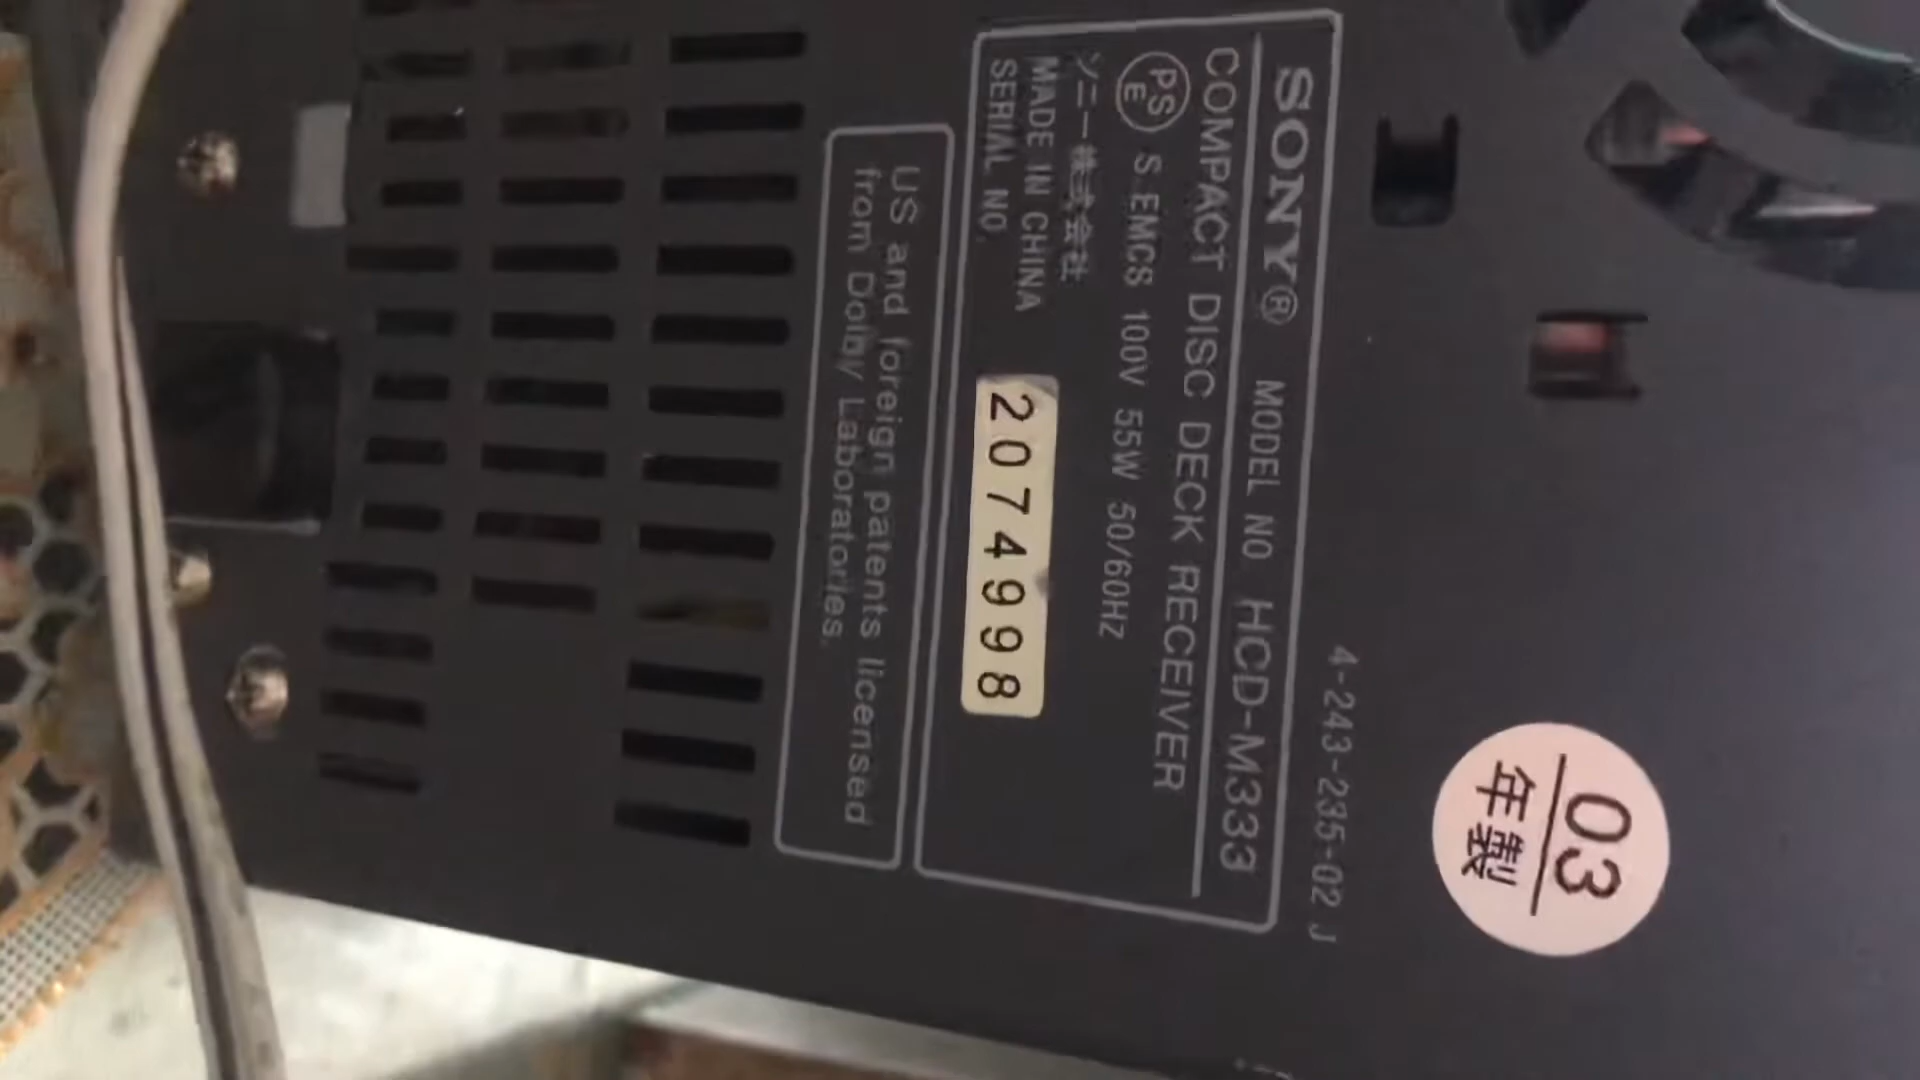 SONY® MODEL NO. HCD-M333
COMPACT DISC DECK RECEIVER
PSE S.EMCS 100V 55W 50/60HZ
ソニー株式会社
MADE IN CHINA
SERIAL NO. 2074998
US and foreign patents licensed
from Dolby Laboratories.
4-243-235-02 J
03
年製